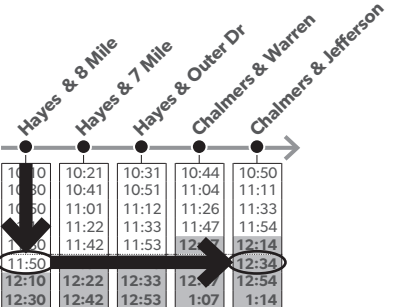 Hayes & 8 Mile
Hayes & 7 Mile
Hayes & Outer Dr
Chalmers & Warren
Chalmers & Jefferson
10:21 10:31 10:44 10:50
10:41 10:51 11:04 11:11
11:01 11:12 11:26 11:33
11:22 11:33 11:47 11:54
11:42 11:53 12:14
11:50 12:34
12:10 12:22 12:33 12:54
12:30 12:42 12:53 1:07 1:14